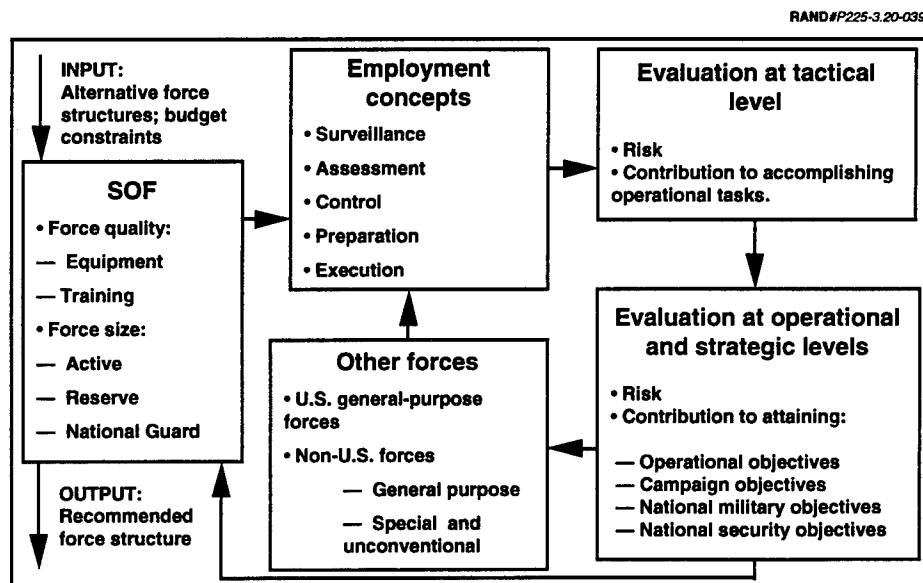 RAND#P225-3.20-039
INPUT:
Alternative force
structures; budget
constraints
SOF
• Force quality:
— Equipment
— Training
• Force size:
— Active
— Reserve
— National Guard
OUTPUT:
Recommended
force structure
Employment
concepts
• Surveillance
• Assessment
• Control
• Preparation
• Execution
Other forces
• U.S. general-purpose
forces
• Non-U.S. forces
— General purpose
— Special and
unconventional
Evaluation at tactical
level
• Risk
• Contribution to accomplishing
operational tasks.
Evaluation at operational
and strategic levels
• Risk
• Contribution to attaining:
— Operational objectives
— Campaign objectives
— National military objectives
— National security objectives